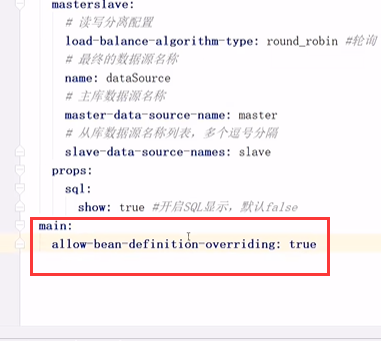 masterslave:
# 读写分离配置
load-balance-algorithm-type: round_robin #轮询
# 最终的数据源名称
name: dataSource
# 主库数据源名称
master-data-source-name: master
# 从库数据源名称列表，多个逗号分隔
slave-data-source-names: slave
props:
sql:
show: true #开启SQL显示，默认false
main:
allow-bean-definition-overriding: true